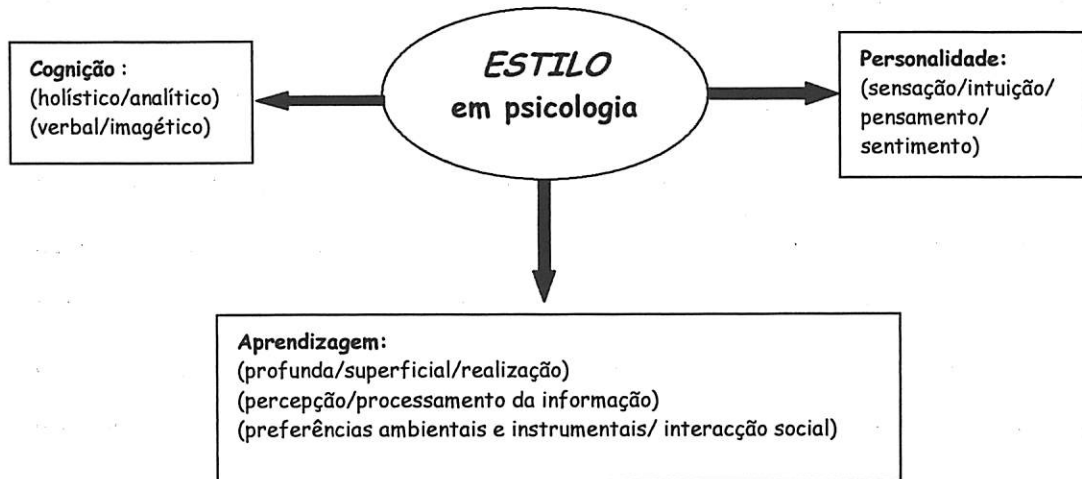 ESTILO
em psicologia
Cognição :
(holístico/analítico)
(verbal/imagético)
Personalidade:
(sensação/intuição/
pensamento/
sentimento)
Aprendizagem:
(profunda/superficial/realização)
(percepção/processamento da informação)
(preferências ambientais e instrumentais/ interacção social)